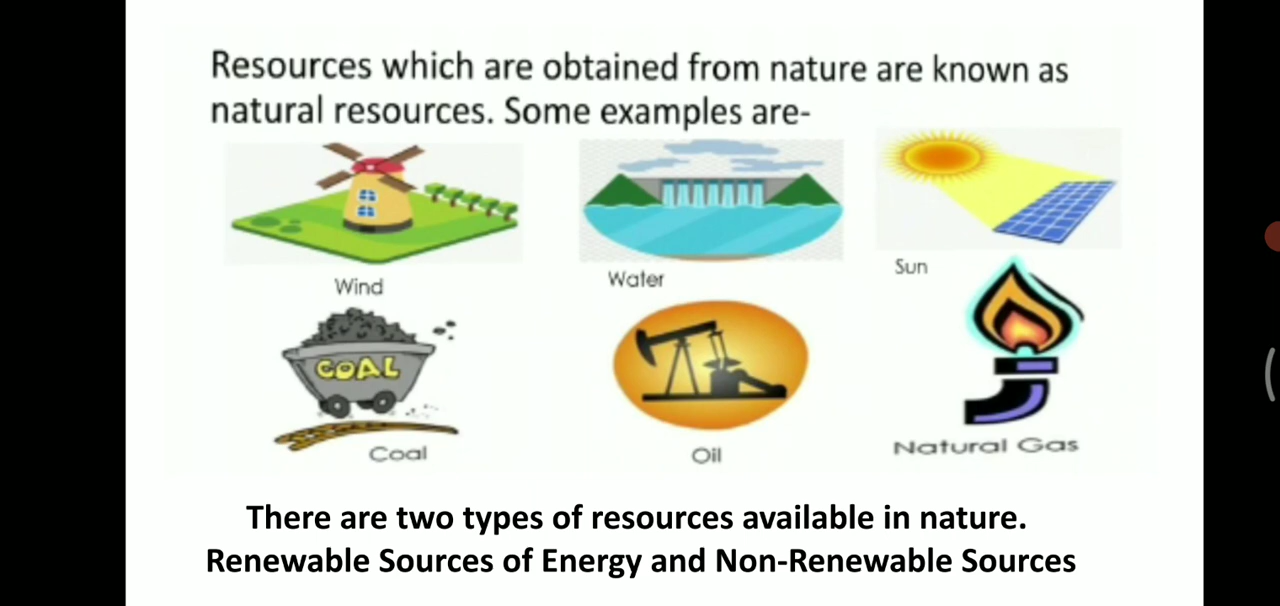 Resources which are obtained from nature are known as
natural resources. Some examples are-
Wind
Water
Sun
COAL
Coal
Oil
Natural Gas
There are two types of resources available in nature.
Renewable Sources of Energy and Non-Renewable Sources